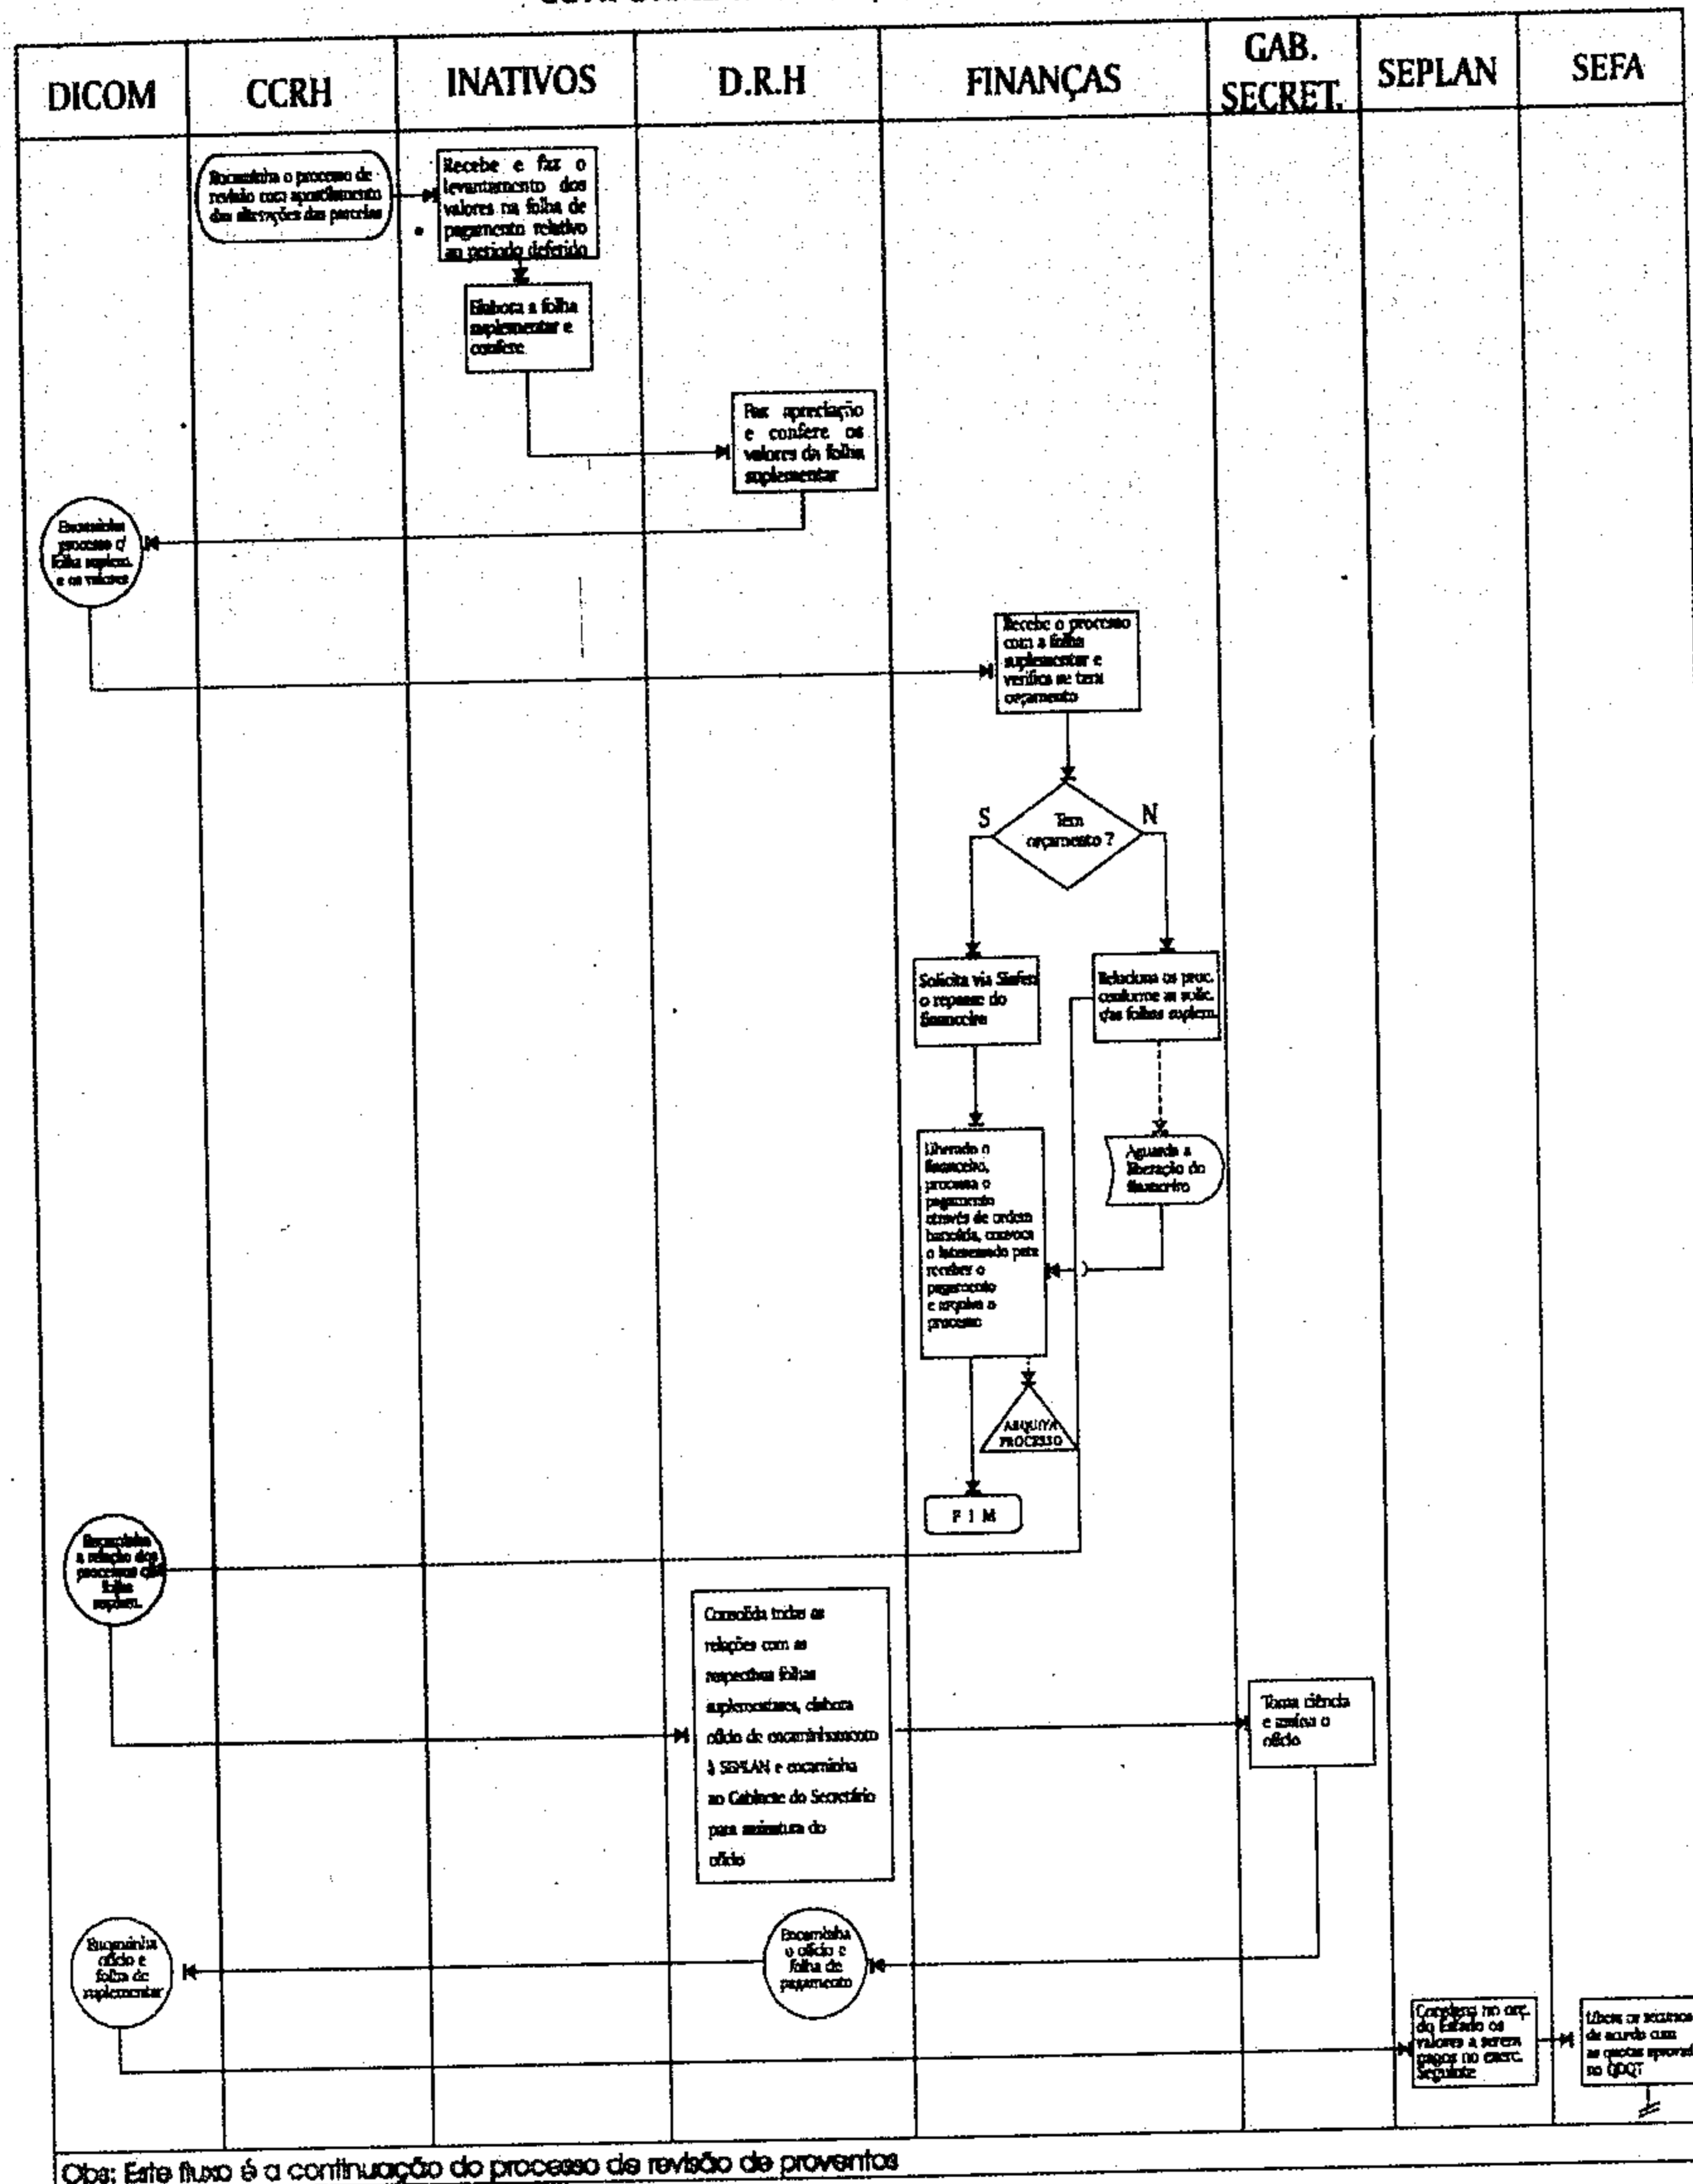 DICOM
CCRH
INATIVOS
D.R.H
FINANÇAS
GAB.
SECRET.
SEPLAN
SEFA
Encaminha o processo de
revisão com apostilamento
das alterações das parcelas
Recebe e faz o
levantamento dos
valores na folha de
pagamento relativo
ao período deferido
Elabora a folha
suplementar e
confere
Faz apreciação
e confere os
valores da folha
suplementar
Encaminha
processo c/
folha suplem.
e os valores
Recebe o processo
com a folha
suplementar e
verifica se tem
orçamento
S
Tem
orçamento ?
N
Solicita via Siafem
o repasse do
financeiro
Relaciona os proc.
conforme as solic.
das folhas suplem.
Liberado o
financeiro,
processa o
pagamento
através de ordem
bancária, convoca
o interessado para
receber o
pagamento
e arquiva o
processo
Aguarda a
liberação do
financeiro
ARQUIVA
PROCESSO
F I M
Encaminha
a relação dos
processos c/
folha
suplem.
Consolida todas as
relações com as
respectivas folhas
suplementares, elabora
ofício de encaminhamento
à SEPLAN e encaminha
ao Gabinete do Secretário
para assinatura do
ofício
Toma ciência
e assina o
ofício
Encaminha
ofício e
folha de
suplementar
Encaminha
o ofício e
folha de
pagamento
Considera no orç.
do Estado os
valores a serem
pagos no exerc.
Seguinte
Libera os recursos
de acordo com
as quotas
no QDQT
Obs: Este fluxo é a continuação do processo de revisão de proventos